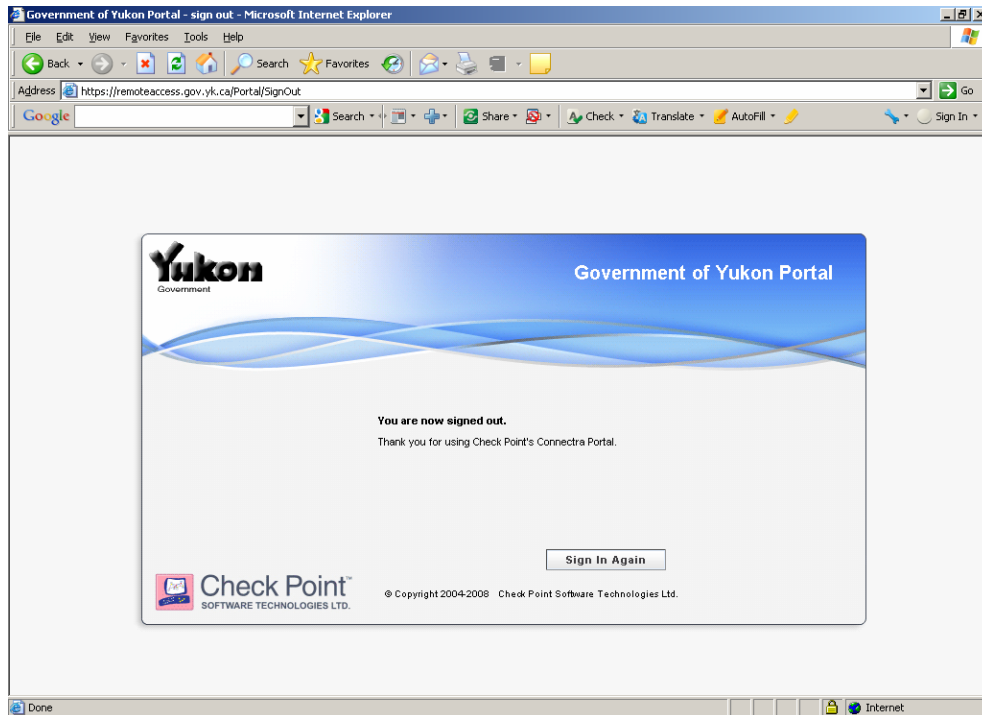 Government of Yukon Portal - sign out - Microsoft Internet Explorer
File Edit View Favorites Tools Help
Back Search Favorites
Address https://remoteaccess.gov.yk.ca/Portal/SignOut Go
Google Search Share Check Translate AutoFill Sign In
Yukon
Government
Government of Yukon Portal
You are now signed out.
Thank you for using Check Point's Connectra Portal.
Sign In Again
Check Point™
SOFTWARE TECHNOLOGIES LTD.
© Copyright 2004-2008 Check Point Software Technologies Ltd.
Done Internet